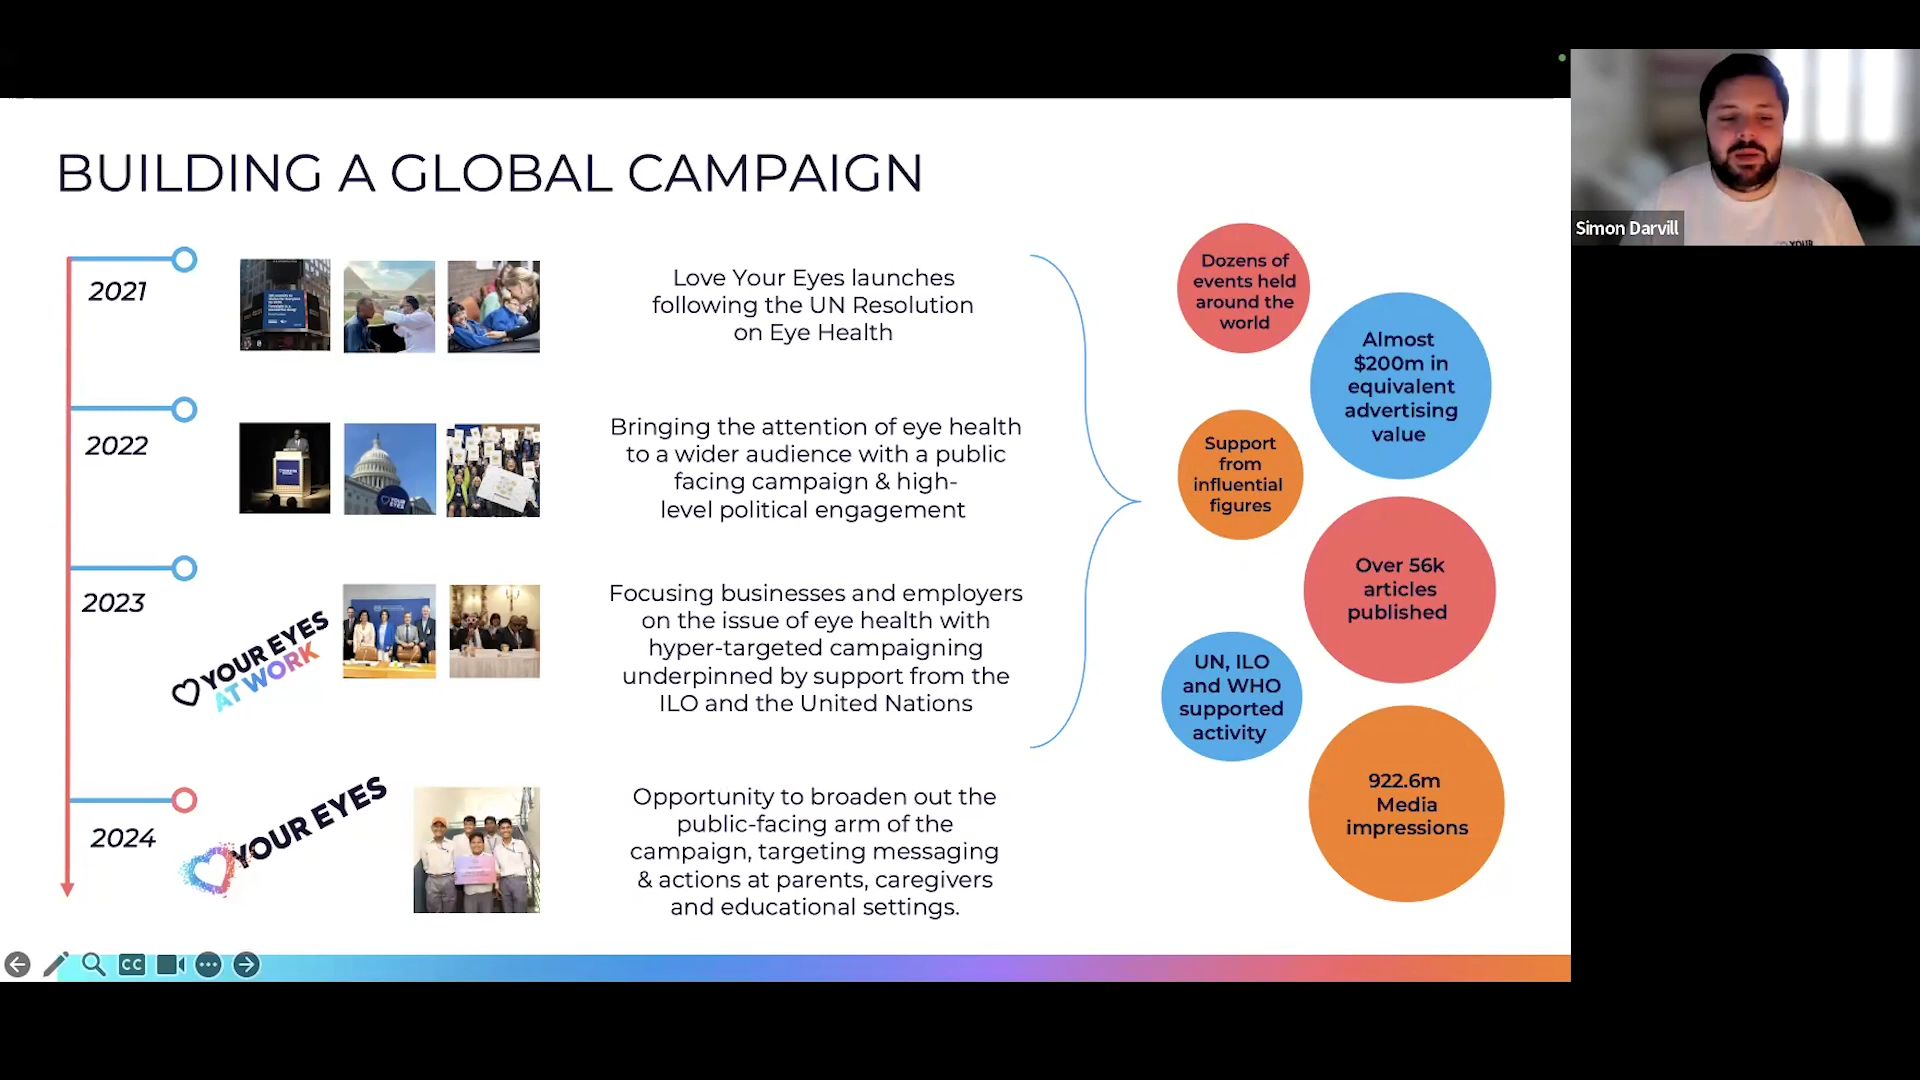 BUILDING A GLOBAL CAMPAIGN
2021
Love Your Eyes launches
following the UN Resolution
on Eye Health
2022
Bringing the attention of eye health
to a wider audience with a public
facing campaign & high-
level political engagement
2023
YOUR EYES
AT WORK
Focusing businesses and employers
on the issue of eye health with
hyper-targeted campaigning
underpinned by support from the
ILO and the United Nations
2024
YOUR EYES
Opportunity to broaden out the
public-facing arm of the
campaign, targeting messaging
& actions at parents, caregivers
and educational settings.
Dozens of
events held
around the
world
Almost
$200m in
equivalent
advertising
value
Support
from
influential
figures
Over 56k
articles
published
UN, ILO
and WHO
supported
activity
922.6m
Media
impressions
YOUR
EYES
CC
Simon Darvill
YOUR